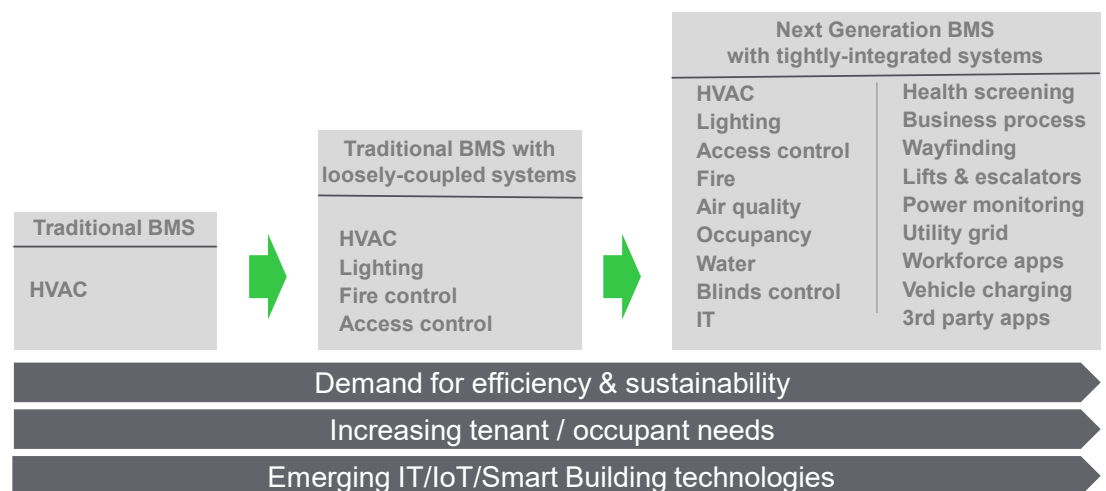 Traditional BMS
HVAC
Traditional BMS with
loosely-coupled systems
HVAC
Lighting
Fire control
Access control
Next Generation BMS
with tightly-integrated systems
HVAC
Lighting
Access control
Fire
Air quality
Occupancy
Water
Blinds control
IT
Health screening
Business process
Wayfinding
Lifts & escalators
Power monitoring
Utility grid
Workforce apps
Vehicle charging
3rd party apps
Demand for efficiency & sustainability
Increasing tenant / occupant needs
Emerging IT/IoT/Smart Building technologies